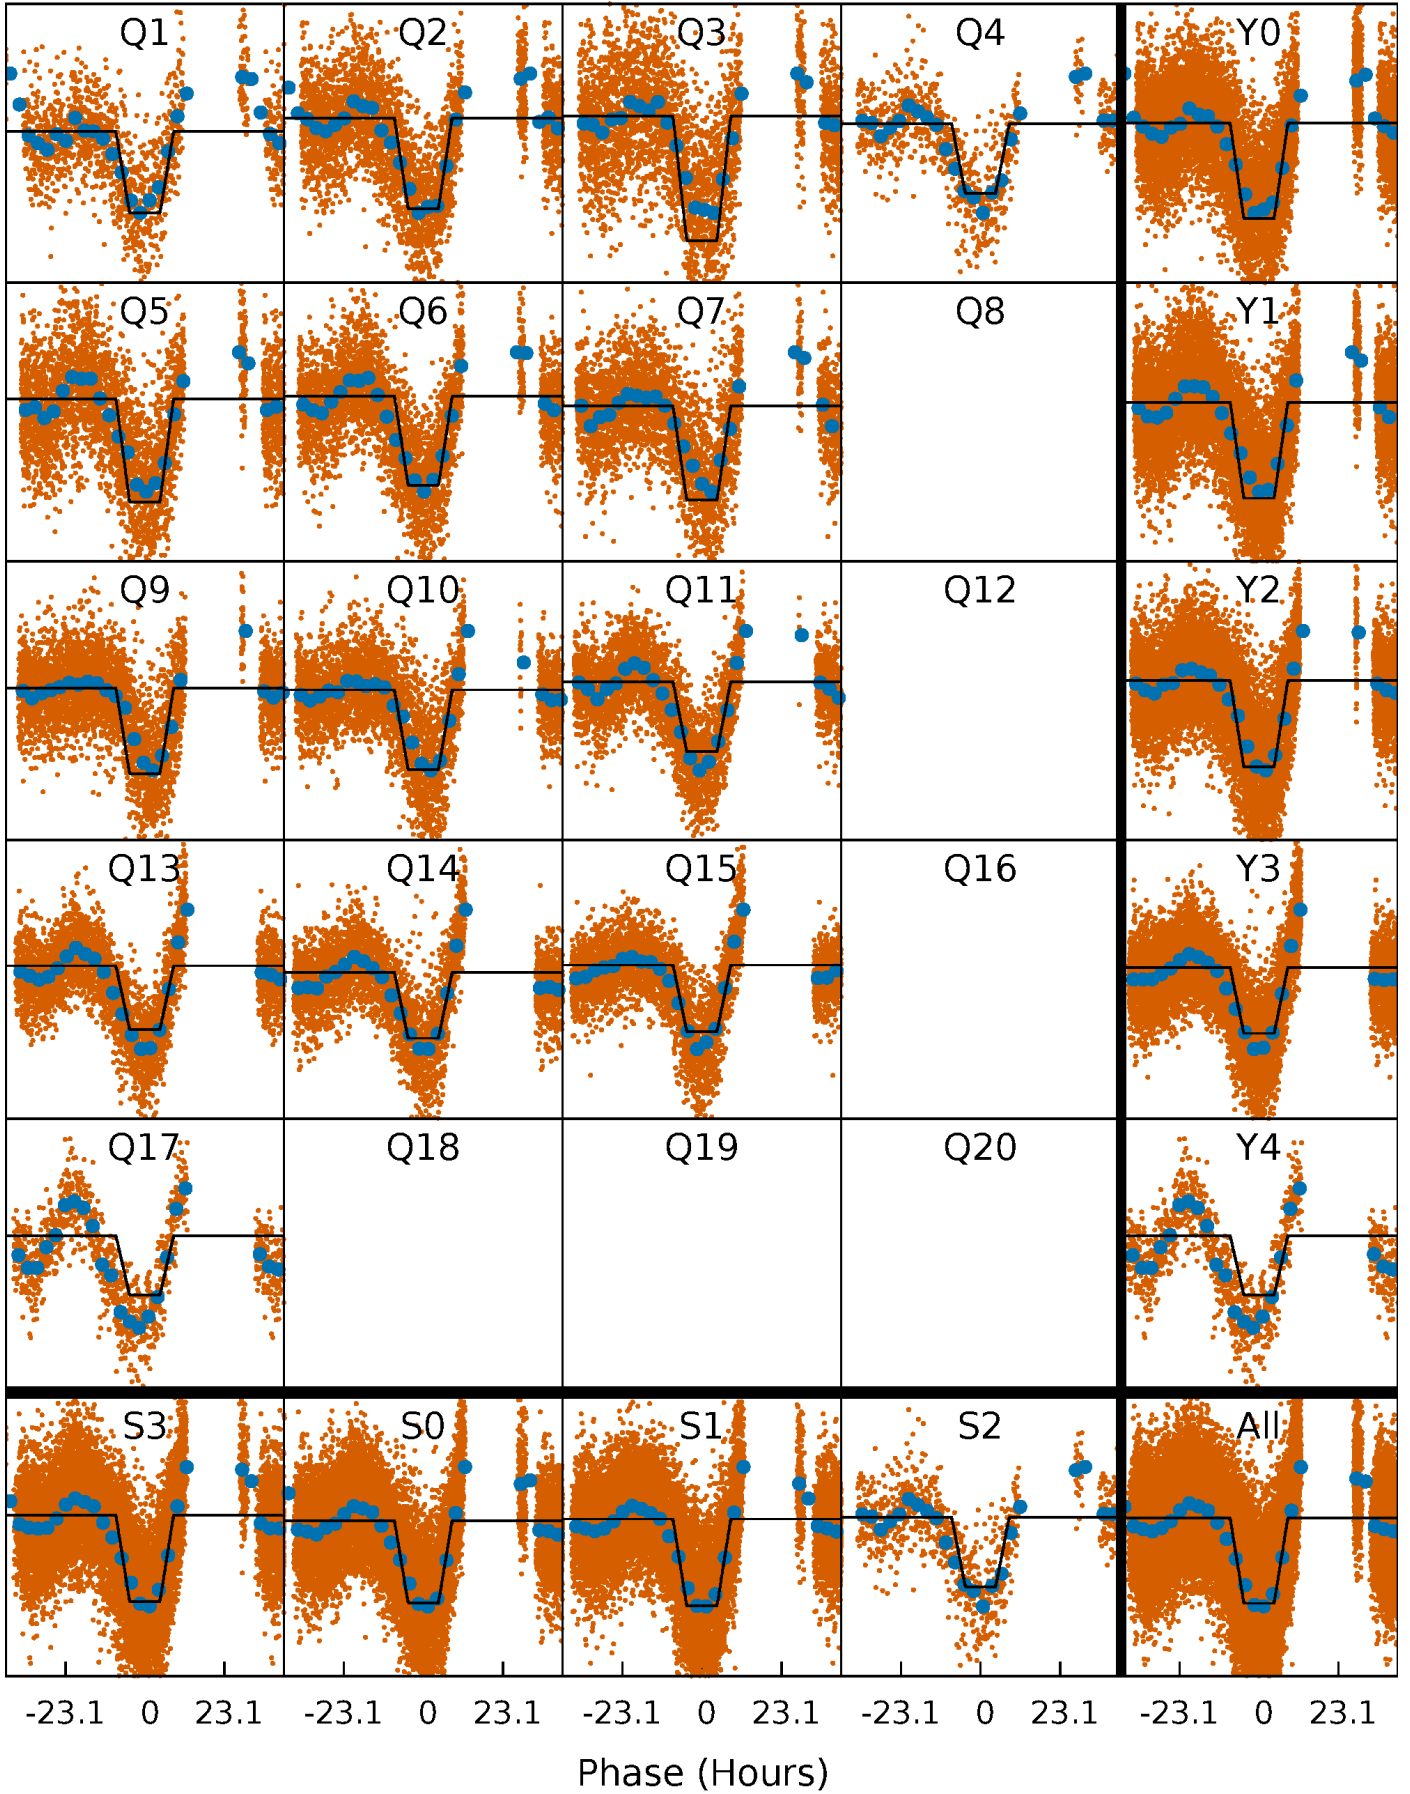 Q1 Q2 Q3 Q4 Y0
Q5 Q6 Q7 Q8 Y1
Q9 Q10 Q11 Q12 Y2
Q13 Q14 Q15 Q16 Y3
Q17 Q18 Q19 Q20 Y4
S3 S0 S1 S2 All
-23.1 0 23.1 -23.1 0 23.1 -23.1 0 23.1 -23.1 0 23.1 -23.1 0 23.1
Phase (Hours)